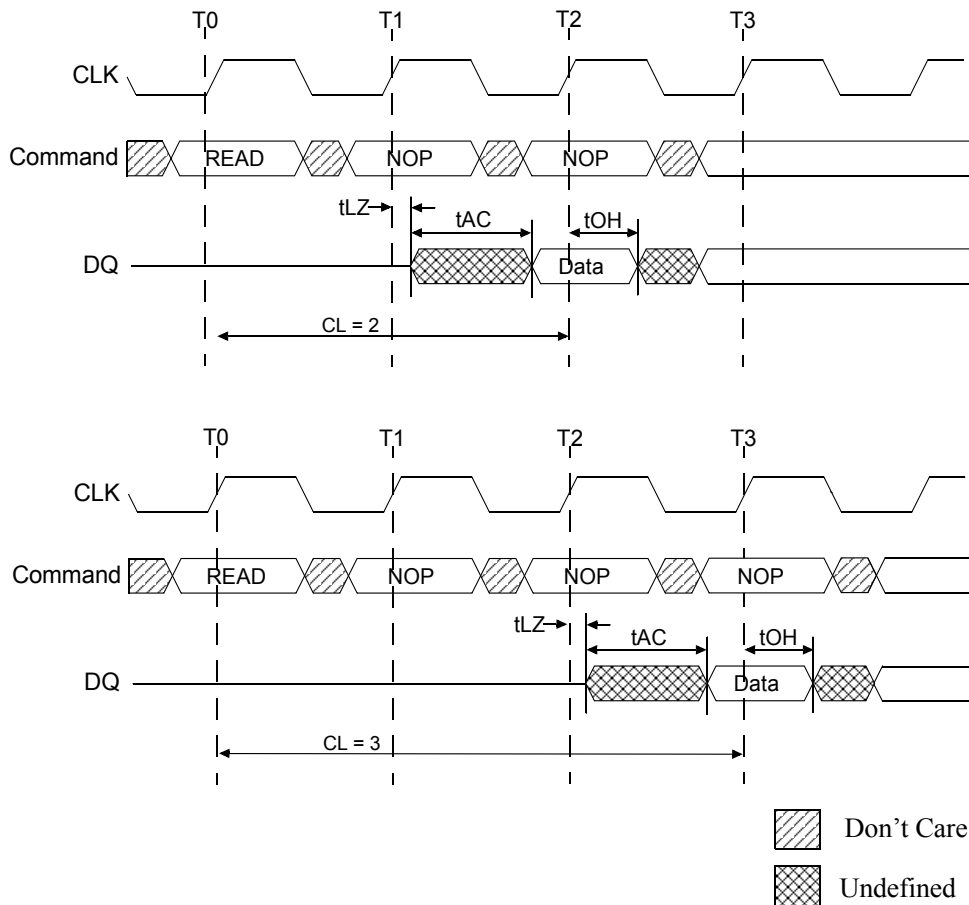 T0 T1 T2 T3
CLK
Command READ NOP NOP
tLZ tAC tOH
DQ Data
CL = 2
T0 T1 T2 T3
CLK
Command READ NOP NOP NOP
tLZ tAC tOH
DQ Data
CL = 3
Don't Care
Undefined